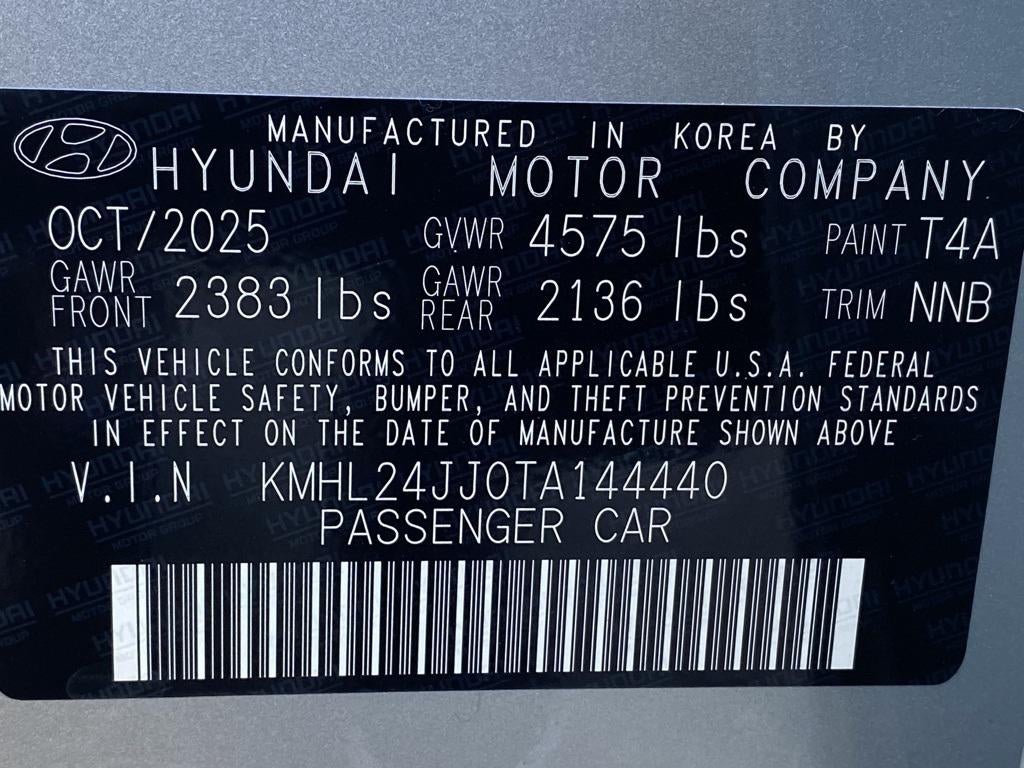 MANUFACTURED IN KOREA BY
HYUNDAI MOTOR COMPANY.
OCT/2025 GVWR 4575 lbs PAINT T4A
GAWR FRONT 2383 lbs GAWR REAR 2136 lbs TRIM NNB
THIS VEHICLE CONFORMS TO ALL APPLICABLE U.S.A. FEDERAL
MOTOR VEHICLE SAFETY, BUMPER, AND THEFT PREVENTION STANDARDS
IN EFFECT ON THE DATE OF MANUFACTURE SHOWN ABOVE
V.I.N KMHL24JJ0TA144440
PASSENGER CAR